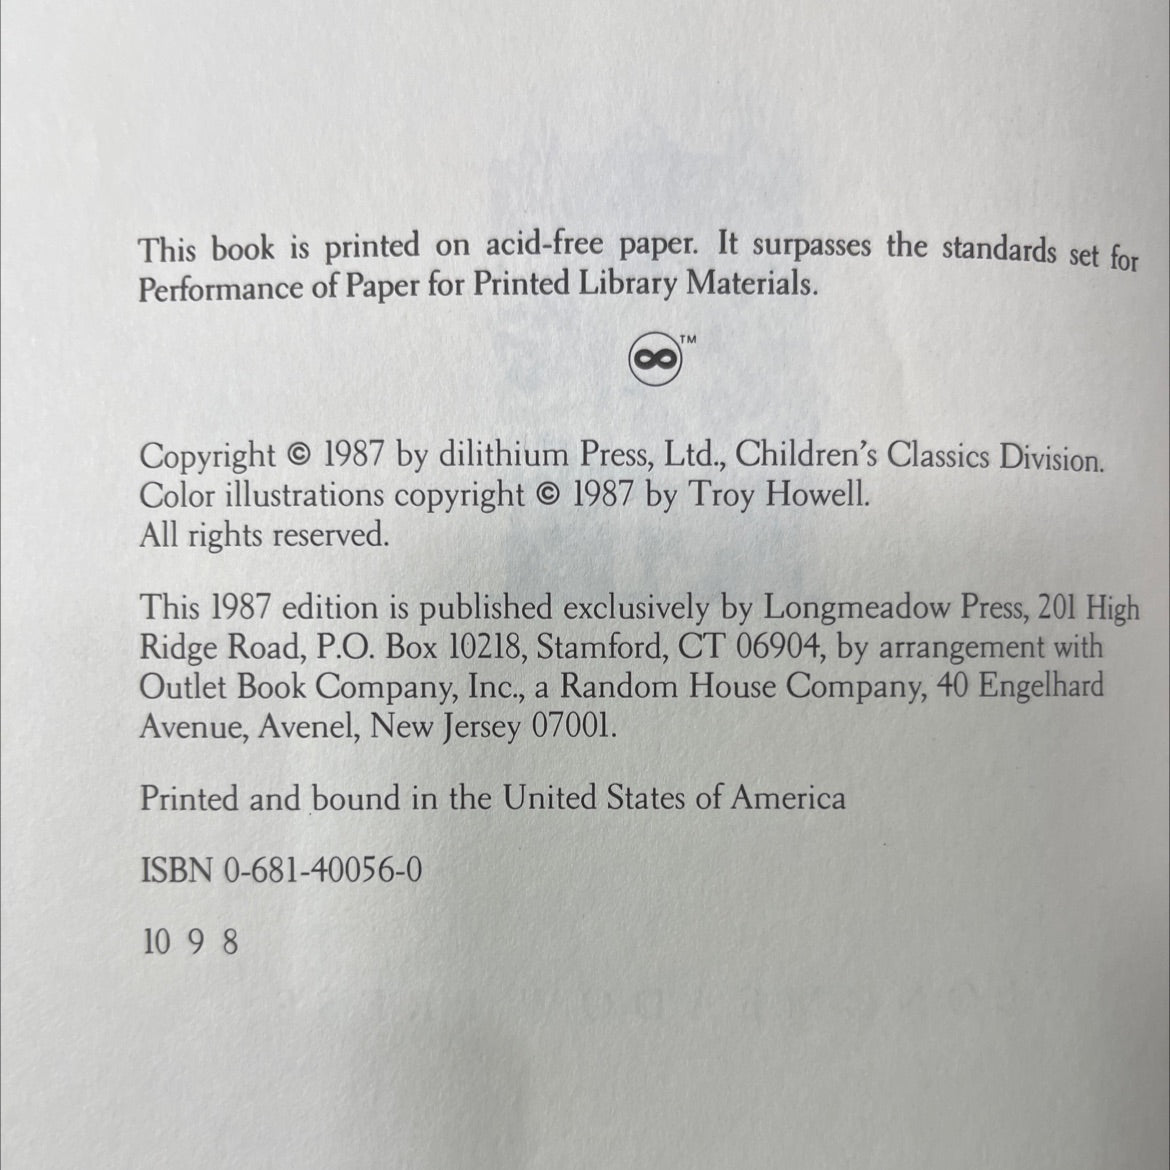 This book is printed on acid-free paper. It surpasses the standards set for
Performance of Paper for Printed Library Materials.
∞™
Copyright © 1987 by dilithium Press, Ltd., Children's Classics Division.
Color illustrations copyright © 1987 by Troy Howell.
All rights reserved.
This 1987 edition is published exclusively by Longmeadow Press, 201 High
Ridge Road, P.O. Box 10218, Stamford, CT 06904, by arrangement with
Outlet Book Company, Inc., a Random House Company, 40 Engelhard
Avenue, Avenel, New Jersey 07001.
Printed and bound in the United States of America
ISBN 0-681-40056-0
10 9 8